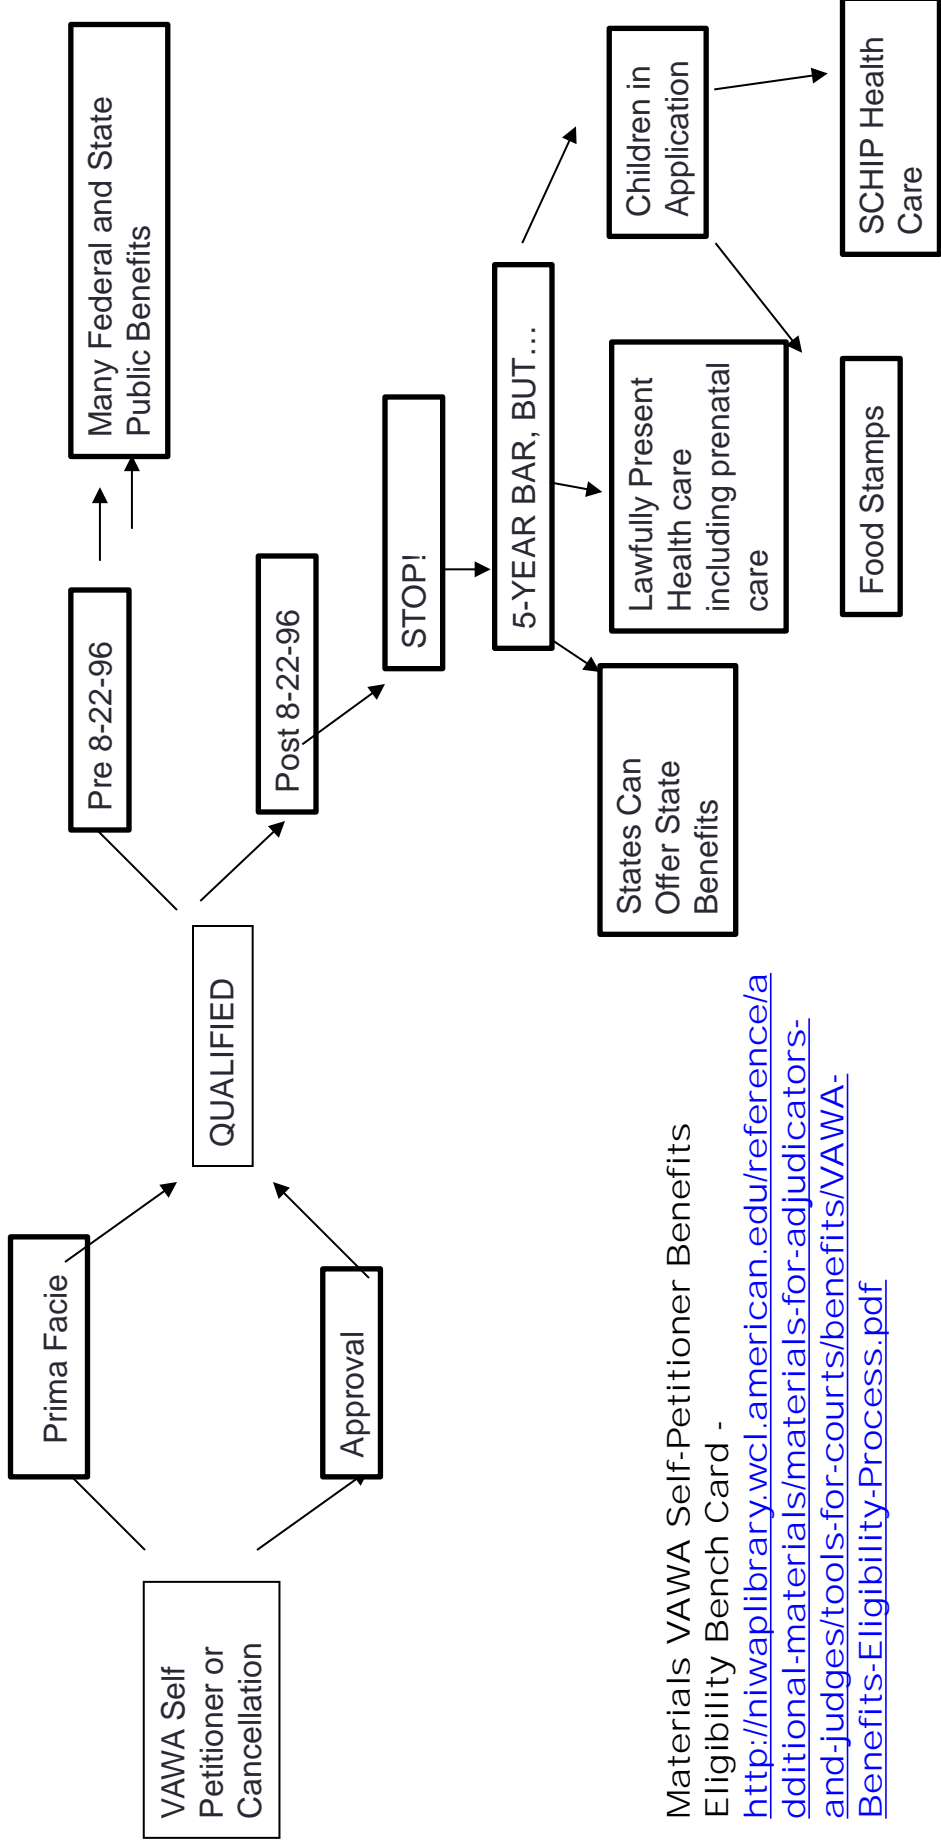 VAWA Self
Petitioner or
Cancellation
Prima Facie
Approval
QUALIFIED
Pre 8-22-96
Many Federal and State
Public Benefits
Post 8-22-96
STOP!
5-YEAR BAR, BUT…
States Can
Offer State
Benefits
Lawfully Present
Health care
including prenatal
care
Children in
Application
Food Stamps
SCHIP Health
Care
Materials VAWA Self-Petitioner Benefits
Eligibility Bench Card -
http://niwaplibrary.wcl.american.edu/reference/a
dditional-materials/materials-for-adjudicators-
and-judges/tools-for-courts/benefits/VAWA-
Benefits-Eligibility-Process.pdf